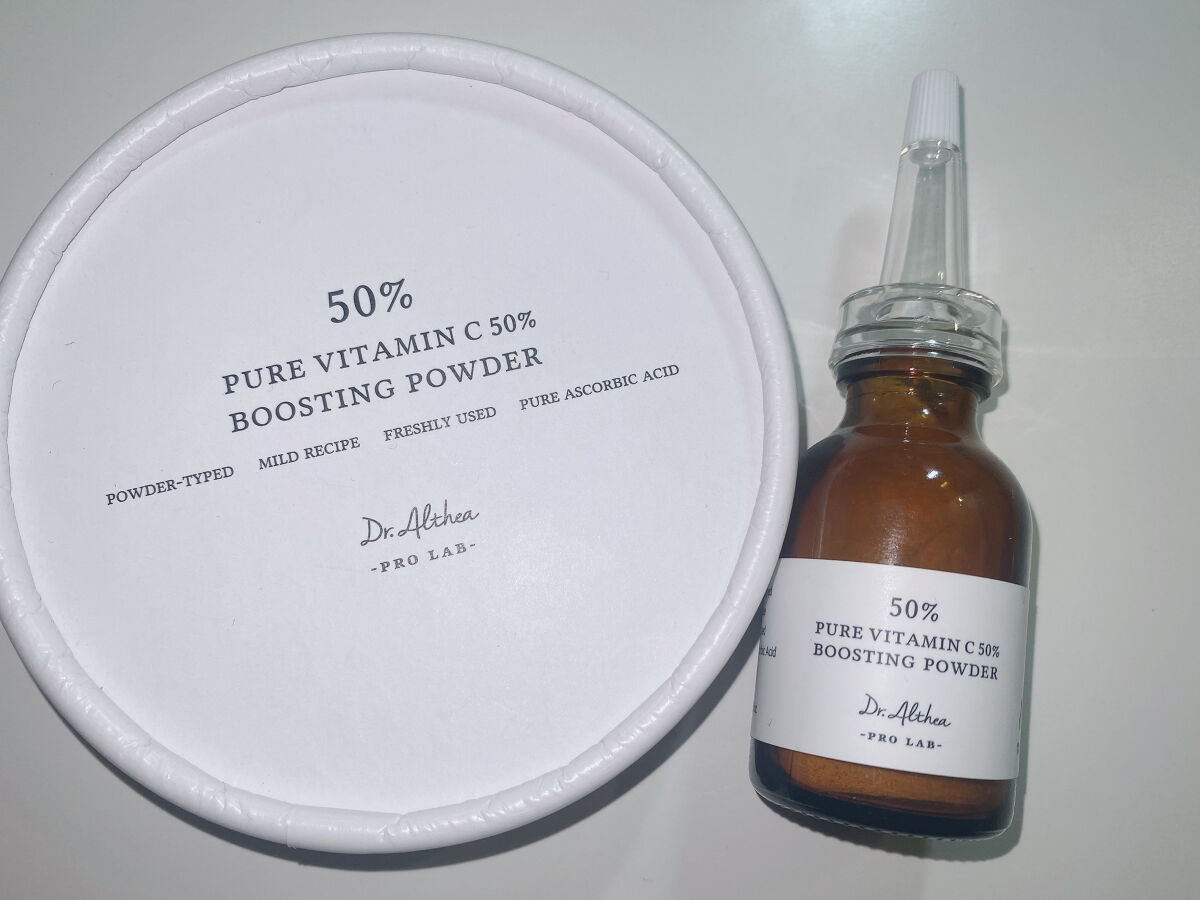 50%
PURE VITAMIN C 50%
BOOSTING POWDER
POWDER-TYPED MILD RECIPE FRESHLY USED PURE ASCORBIC ACID
Dr. Althea
-PRO LAB-
50%
PURE VITAMIN C 50%
BOOSTING POWDER
Dr. Althea
-PRO LAB-
Acid